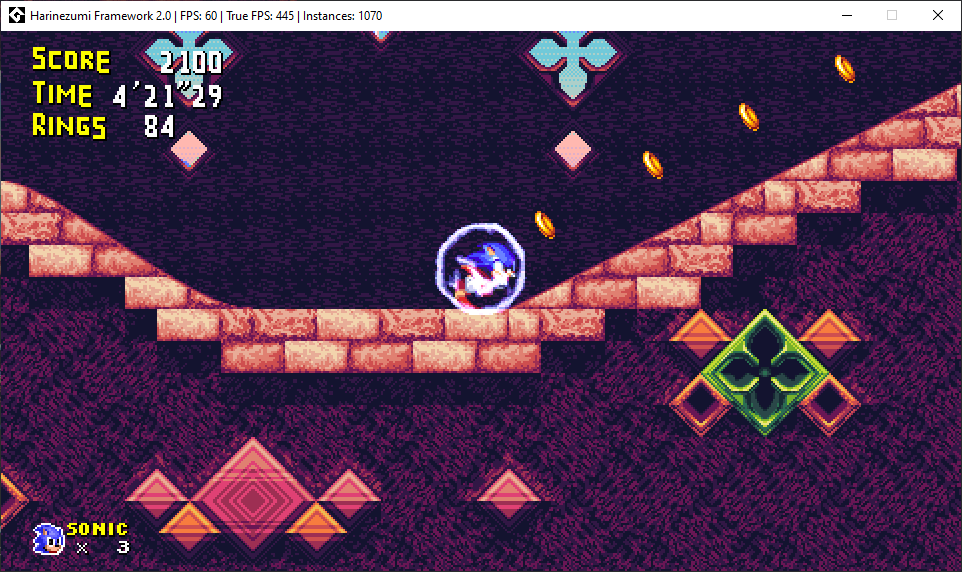 Harinezumi Framework 2.0 | FPS: 60 | True FPS: 445 | Instances: 1070
SCORE 2100
TIME 4'21"29
RINGS 84
SONIC
× 3